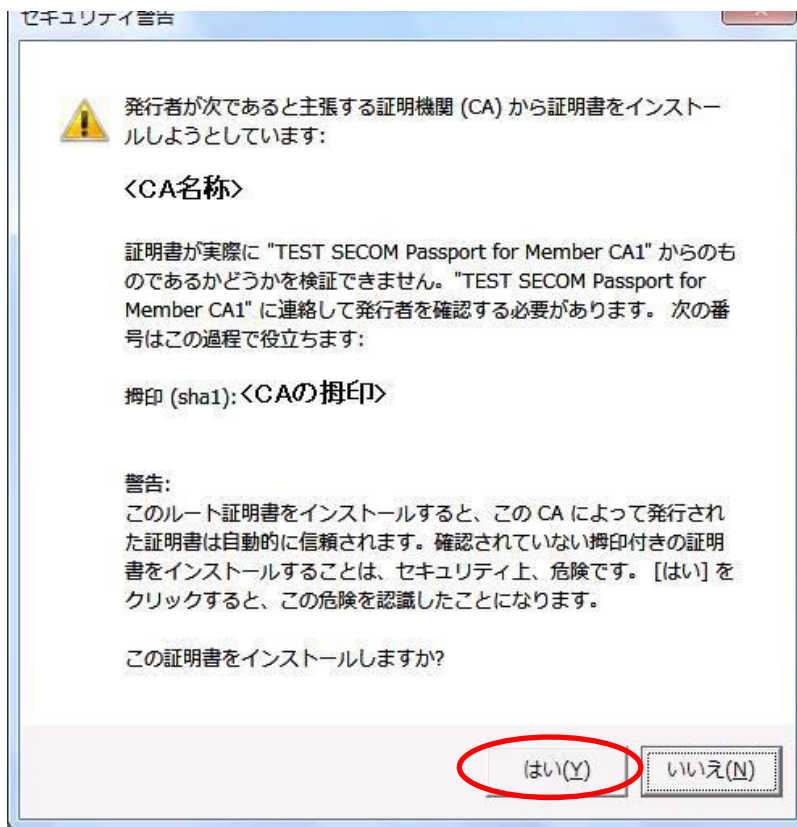 セキュリティ警告
発行者が次であると主張する証明機関 (CA) から証明書をインストー
ルしようとしています:
<CA名称>
証明書が実際に "TEST SECOM Passport for Member CA1" からのも
のであるかどうかを検証できません。"TEST SECOM Passport for
Member CA1" に連絡して発行者を確認する必要があります。 次の番
号はこの過程で役立ちます:
拇印 (sha1):<CAの拇印>
警告:
このルート証明書をインストールすると、この CA によって発行され
た証明書は自動的に信頼されます。確認されていない拇印付きの証明
書をインストールすることは、セキュリティ上、危険です。 [はい] を
クリックすると、この危険を認識したことになります。
この証明書をインストールしますか?
はい(Y)
いいえ(N)